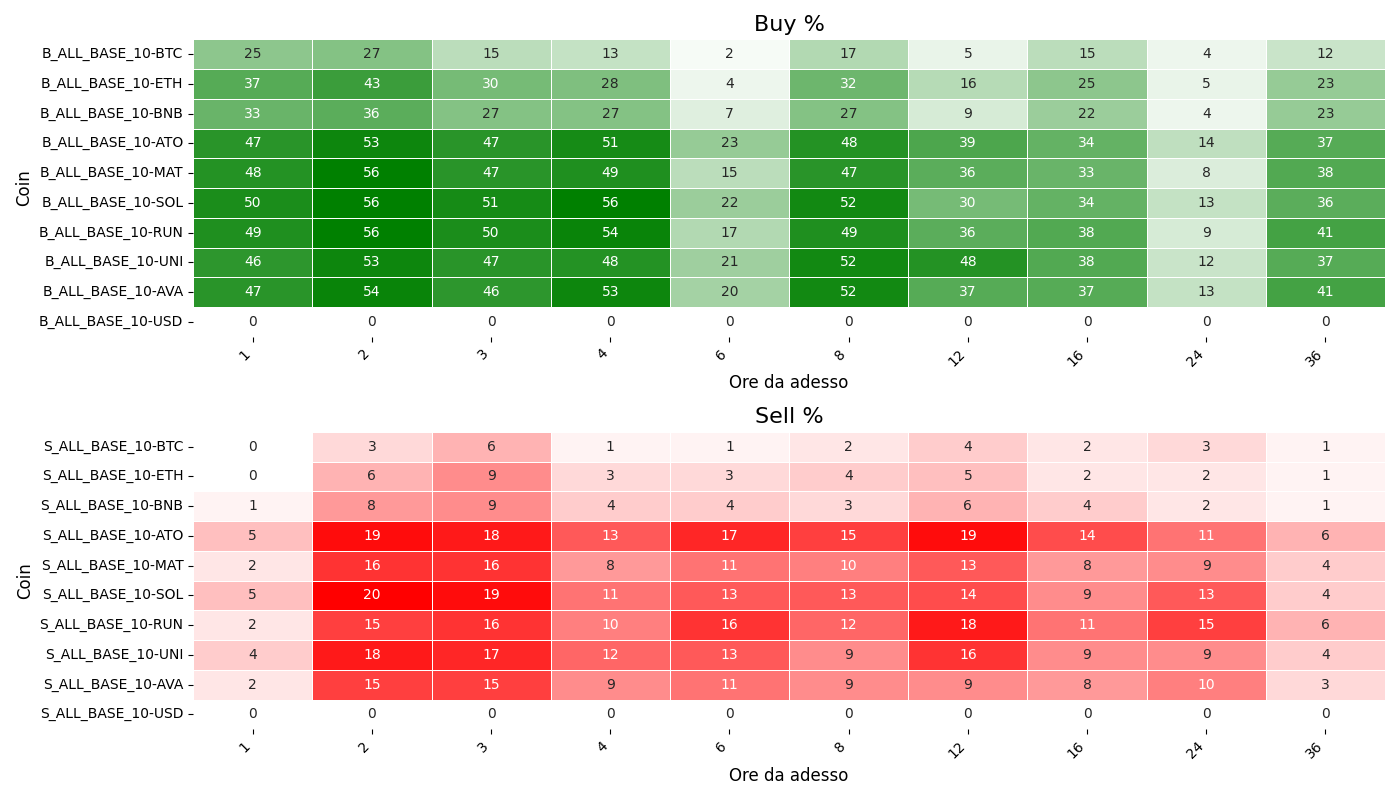 Buy %
Coin
B_ALL_BASE_10-BTC 25 27 15 13 2 17 5 15 4 12
B_ALL_BASE_10-ETH 37 43 30 28 4 32 16 25 5 23
B_ALL_BASE_10-BNB 33 36 27 27 7 27 9 22 4 23
B_ALL_BASE_10-ATO 47 53 47 51 23 48 39 34 14 37
B_ALL_BASE_10-MAT 48 56 47 49 15 47 36 33 8 38
B_ALL_BASE_10-SOL 50 56 51 56 22 52 30 34 13 36
B_ALL_BASE_10-RUN 49 56 50 54 17 49 36 38 9 41
B_ALL_BASE_10-UNI 46 53 47 48 21 52 48 38 12 37
B_ALL_BASE_10-AVA 47 54 46 53 20 52 37 37 13 41
B_ALL_BASE_10-USD 0 0 0 0 0 0 0 0 0 0
1 2 3 4 6 8 12 16 24 36
Ore da adesso
Sell %
Coin
S_ALL_BASE_10-BTC 0 3 6 1 1 2 4 2 3 1
S_ALL_BASE_10-ETH 0 6 9 3 3 4 5 2 2 1
S_ALL_BASE_10-BNB 1 8 9 4 4 3 6 4 2 1
S_ALL_BASE_10-ATO 5 19 18 13 17 15 19 14 11 6
S_ALL_BASE_10-MAT 2 16 16 8 11 10 13 8 9 4
S_ALL_BASE_10-SOL 5 20 19 11 13 13 14 9 13 4
S_ALL_BASE_10-RUN 2 15 16 10 16 12 18 11 15 6
S_ALL_BASE_10-UNI 4 18 17 12 13 9 16 9 9 4
S_ALL_BASE_10-AVA 2 15 15 9 11 9 9 8 10 3
S_ALL_BASE_10-USD 0 0 0 0 0 0 0 0 0 0
1 2 3 4 6 8 12 16 24 36
Ore da adesso